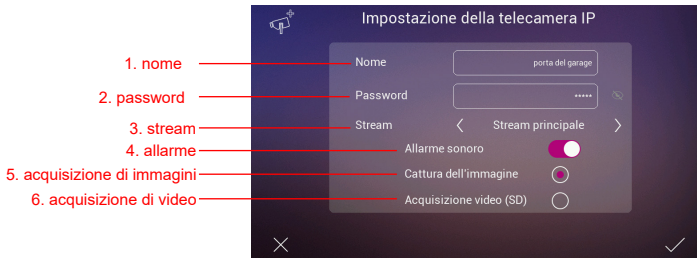 Impostazione della telecamera IP
1. nome
Nome
porta del garage
2. password
Password
•••••
3. stream
Stream
Stream principale
4. allarme
Allarme sonoro
5. acquisizione di immagini
Cattura dell'immagine
6. acquisizione di video
Acquisizione video (SD)